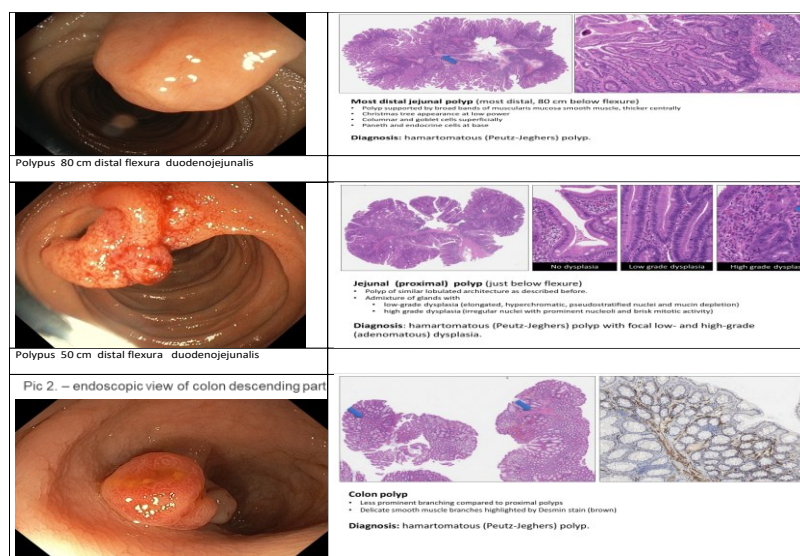 Most distal jejunal polyp (most distal, 80 cm below flexure)
• Polyp supported by broad bands of muscularis mucosa smooth muscle, thicker centrally
• Christmas tree appearance at low power
• Columnar and goblet cells superficially
• Paneth and endocrine cells at base
Diagnosis: hamartomatous (Peutz-Jeghers) polyp.
Polypus 80 cm distal flexura duodenojejunalis
No dysplasia
Low grade dysplasia
High grade dysplas
Jejunal (proximal) polyp (just below flexure)
• Polyp of similar lobulated architecture as described before.
• Admixture of glands with
• low-grade dysplasia (elongated, hyperchromatic, pseudostratified nuclei and mucin depletion)
• high grade dysplasia (irregular nuclei with prominent nucleoli and brisk mitotic activity)
Diagnosis: hamartomatous (Peutz-Jeghers) polyp with focal low- and high-grade
(adenomatous) dysplasia.
Polypus 50 cm distal flexura duodenojejunalis
Pic 2. – endoscopic view of colon descending part
Colon polyp
• Less prominent branching compared to proximal polyps
• Delicate smooth muscle branches highlighted by Desmin stain (brown)
Diagnosis: hamartomatous (Peutz-Jeghers) polyp.